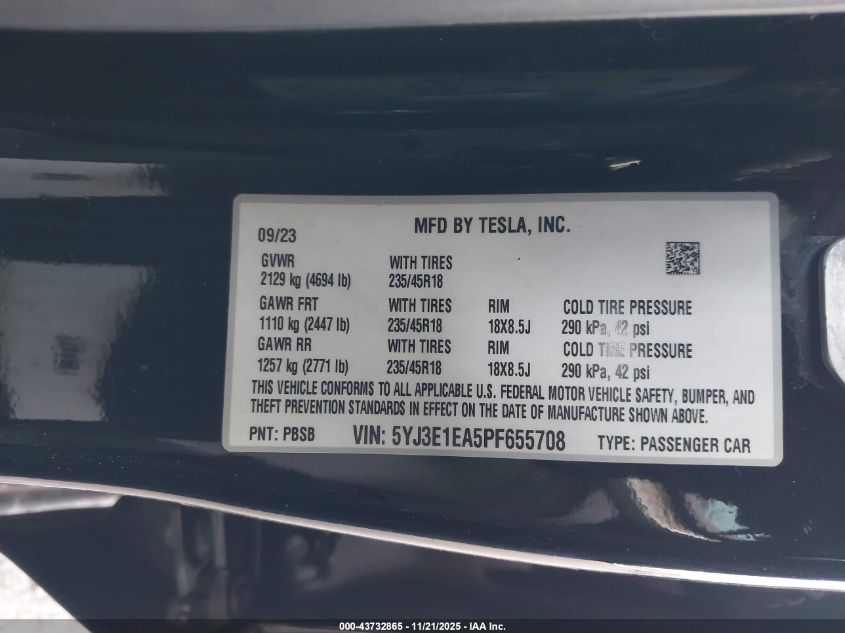 MFD BY TESLA, INC.
09/23
GVWR WITH TIRES
2129 kg (4694 lb) 235/45R18
GAWR FRT WITH TIRES RIM COLD TIRE PRESSURE
1110 kg (2447 lb) 235/45R18 18X8.5J 290 kPa, 42 psi
GAWR RR WITH TIRES RIM COLD TIRE PRESSURE
1257 kg (2771 lb) 235/45R18 18X8.5J 290 kPa, 42 psi
THIS VEHICLE CONFORMS TO ALL APPLICABLE U.S. FEDERAL MOTOR VEHICLE SAFETY, BUMPER, AND
THEFT PREVENTION STANDARDS IN EFFECT ON THE DATE OF MANUFACTURE SHOWN ABOVE.
PNT: PBSB VIN: 5YJ3E1EA5PF655708 TYPE: PASSENGER CAR
000-43732865 - 11/21/2025 - IAA Inc.